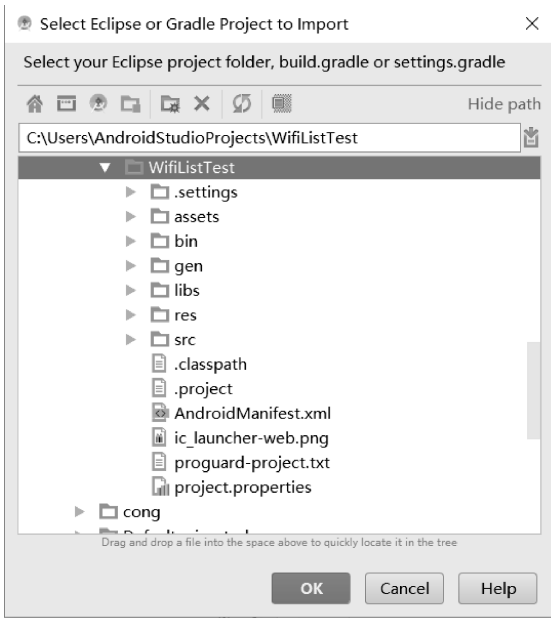 Select Eclipse or Gradle Project to Import
Select your Eclipse project folder, build.gradle or settings.gradle
Hide path
C:\Users\AndroidStudioProjects\WifiListTest
WifiListTest
.settings
assets
bin
gen
libs
res
src
.classpath
.project
AndroidManifest.xml
ic_launcher-web.png
proguard-project.txt
project.properties
cong
Drag and drop a file into the space above to quickly locate it in the tree
OK
Cancel
Help